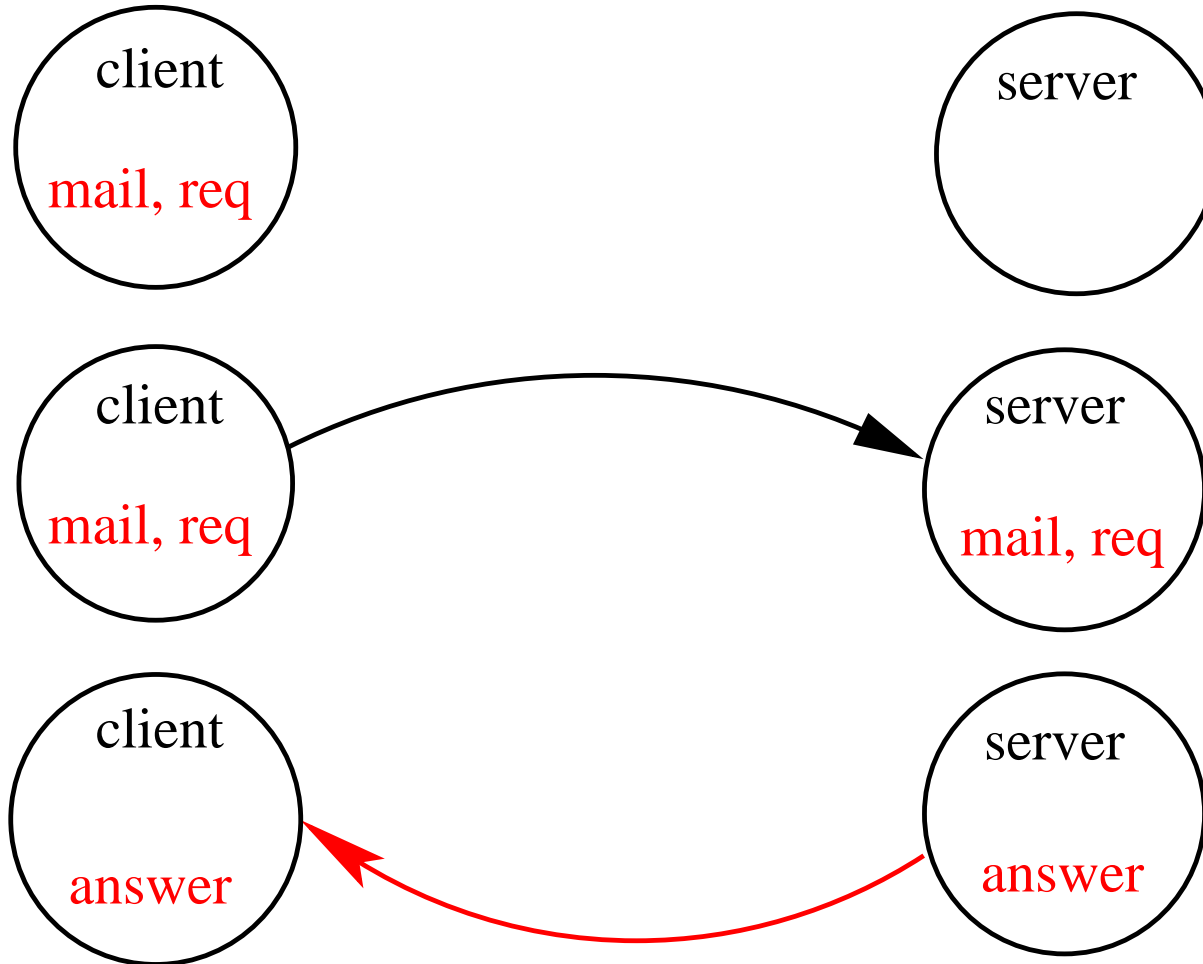 client
server
mail, req
client
server
mail, req
mail, req
client
server
answer
answer